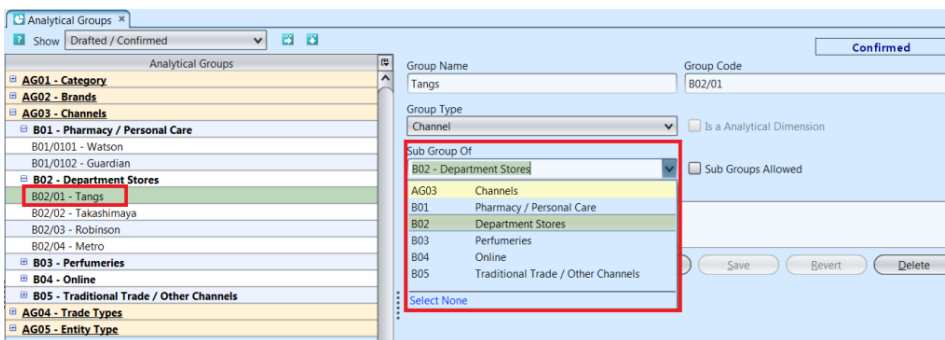 Analytical Groups ×
? Show Drafted / Confirmed
Confirmed
Analytical Groups
AG01 - Category
AG02 - Brands
AG03 - Channels
B01 - Pharmacy / Personal Care
B01/0101 - Watson
B01/0102 - Guardian
B02 - Department Stores
B02/01 - Tangs
B02/02 - Takashimaya
B02/03 - Robinson
B02/04 - Metro
B03 - Perfumeries
B04 - Online
B05 - Traditional Trade / Other Channels
AG04 - Trade Types
AG05 - Entity Type
Group Name
Group Code
Tangs
B02/01
Group Type
Channel
Is a Analytical Dimension
Sub Group Of
B02 - Department Stores
Sub Groups Allowed
AG03 Channels
B01 Pharmacy / Personal Care
B02 Department Stores
B03 Perfumeries
B04 Online
B05 Traditional Trade / Other Channels
Select None
Save Revert Delete